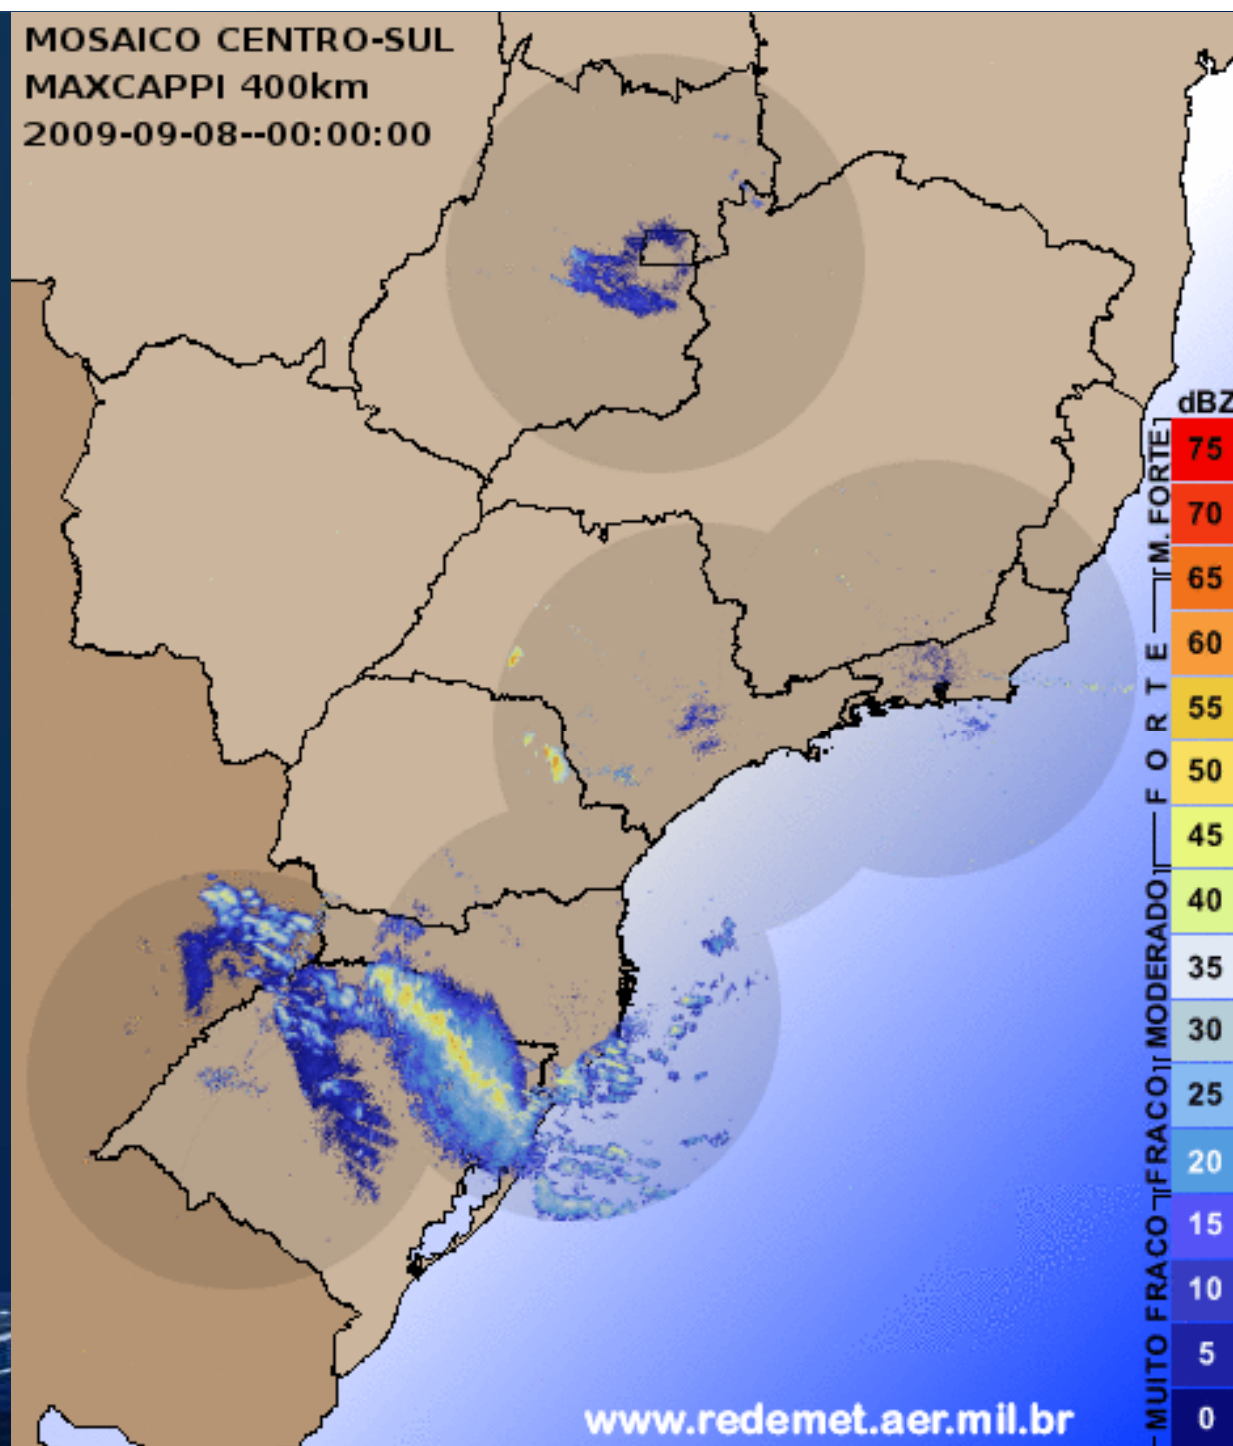 MOSAICO CENTRO-SUL
MAXCAPPI 400km
2009-09-08--00:00:00
dBZ
75
70
65
60
55
50
45
40
35
30
25
20
15
10
5
0
M. FORTE
FORTE
MODERADO
FRACO
MUITO FRACO
www.redemet.aer.mil.br